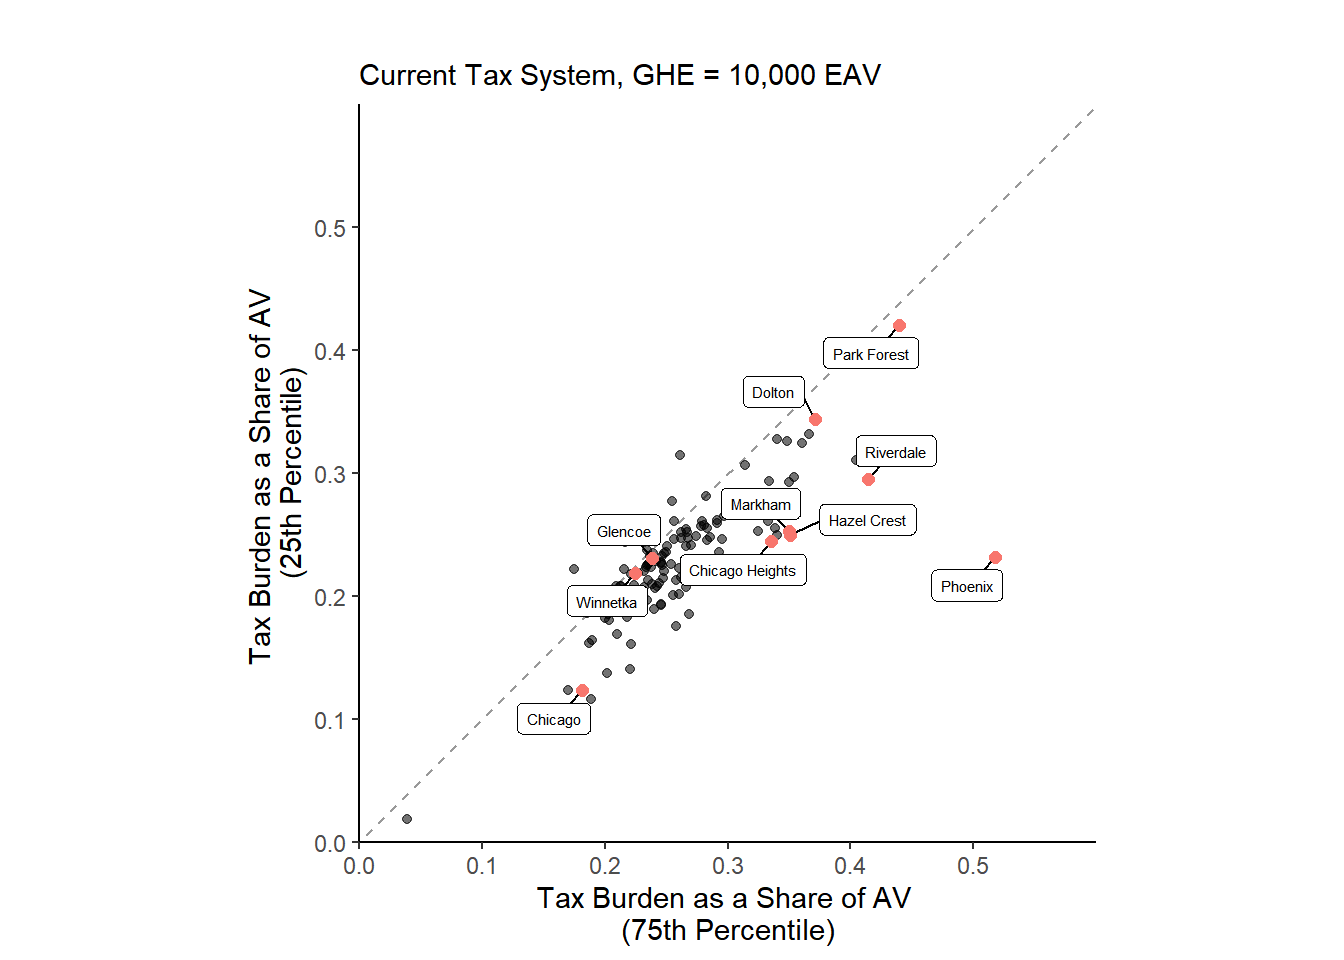 Current Tax System, GHE = 10,000 EAV
Tax Burden as a Share of AV
(25th Percentile)
0.5
0.4
0.3
0.2
0.1
0.0
Park Forest
Dolton
Riverdale
Markham
Hazel Crest
Glencoe
Chicago Heights
Phoenix
Winnetka
Chicago
0.0
0.1
0.2
0.3
0.4
0.5
Tax Burden as a Share of AV
(75th Percentile)